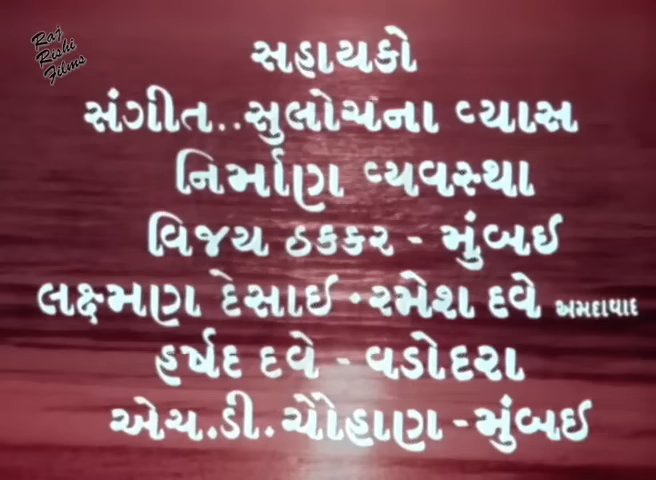 Raj
Rishi
Films
સહાયકો
સંગીત..સુલોચના વ્યાસ
નિર્માણ વ્યવસ્થા
વિજય ઠકકર - મુંબઈ
લક્ષ્મણ દેસાઈ • રમેશ દવે અમદાવાદ
હર્ષદ દવે - વડોદરા
એચ.ડી.ચૌહાણ - મુંબઈ